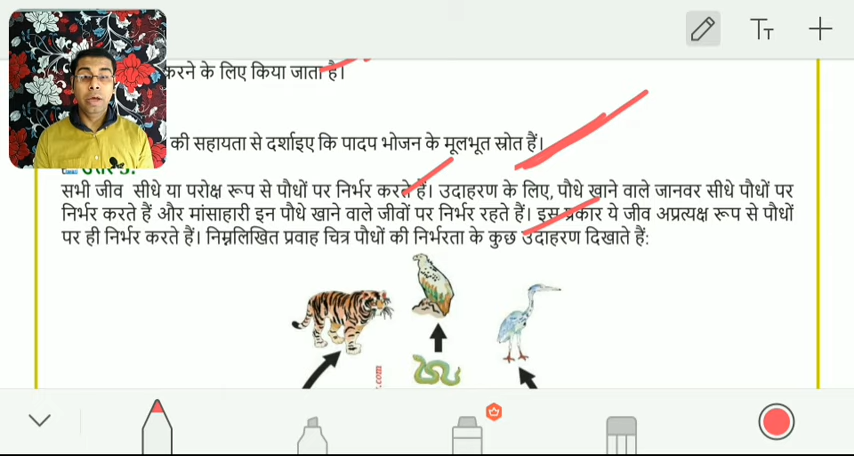 करने के लिए किया जाता है।
की सहायता से दर्शाइए कि पादप भोजन के मूलभूत स्रोत हैं।
सभी जीव सीधे या परोक्ष रूप से पौधों पर निर्भर करते हैं। उदाहरण के लिए, पौधे खाने वाले जानवर सीधे पौधों पर
निर्भर करते हैं और मांसाहारी इन पौधे खाने वाले जीवों पर निर्भर रहते हैं। इस प्रकार ये जीव अप्रत्यक्ष रूप से पौधों
पर ही निर्भर करते हैं। निम्नलिखित प्रवाह चित्र पौधों की निर्भरता के कुछ उदाहरण दिखाते हैं:
.com